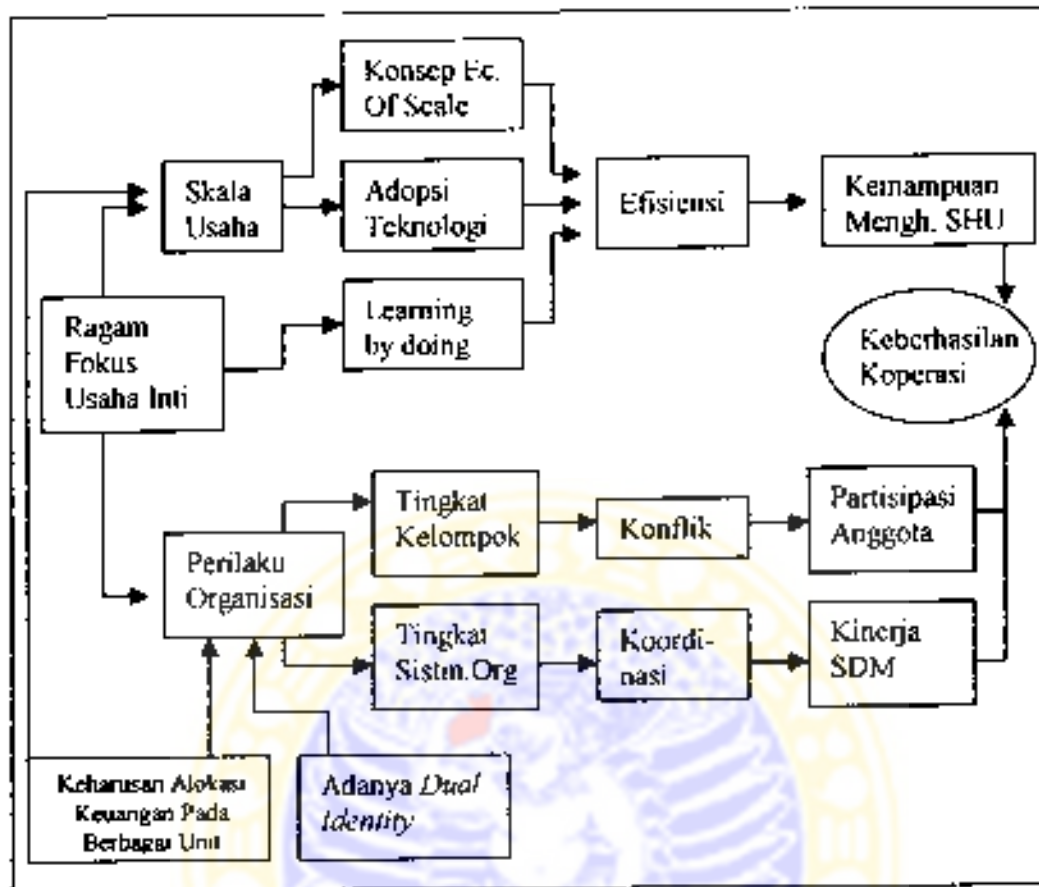 Konsep Ec.
Of Scale
Skala
Usaha
Adopsi
Teknologi
Efisiensi
Kemampuan
Mengh. SHU
Ragam
Fokus
Usaha Inti
Learning
by doing
Keberhasilan
Koperasi
Tingkat
Kelompok
Konflik
Partisipasi
Anggota
Perilaku
Organisasi
Tingkat
Sistm.Org
Koordi-
nasi
Kinerja
SDM
Keharusan Alokasi
Keuangan Pada
Berbagai Unit
Adanya Dual
Identity